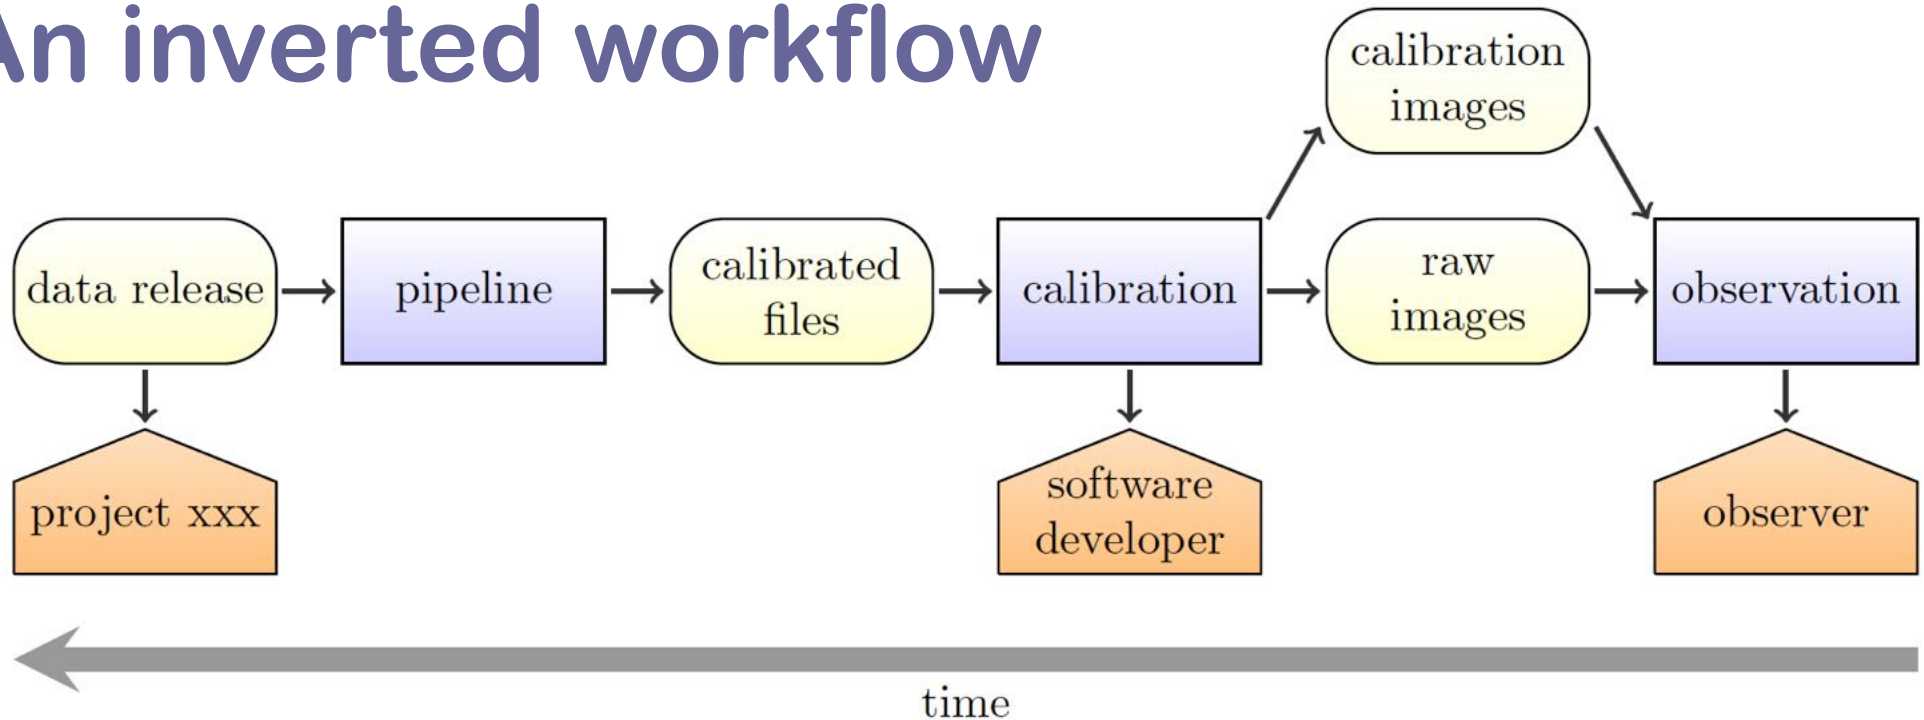 An inverted workflow
calibration
images
data release
pipeline
calibrated
files
calibration
raw
images
observation
project xxx
software
developer
observer
time